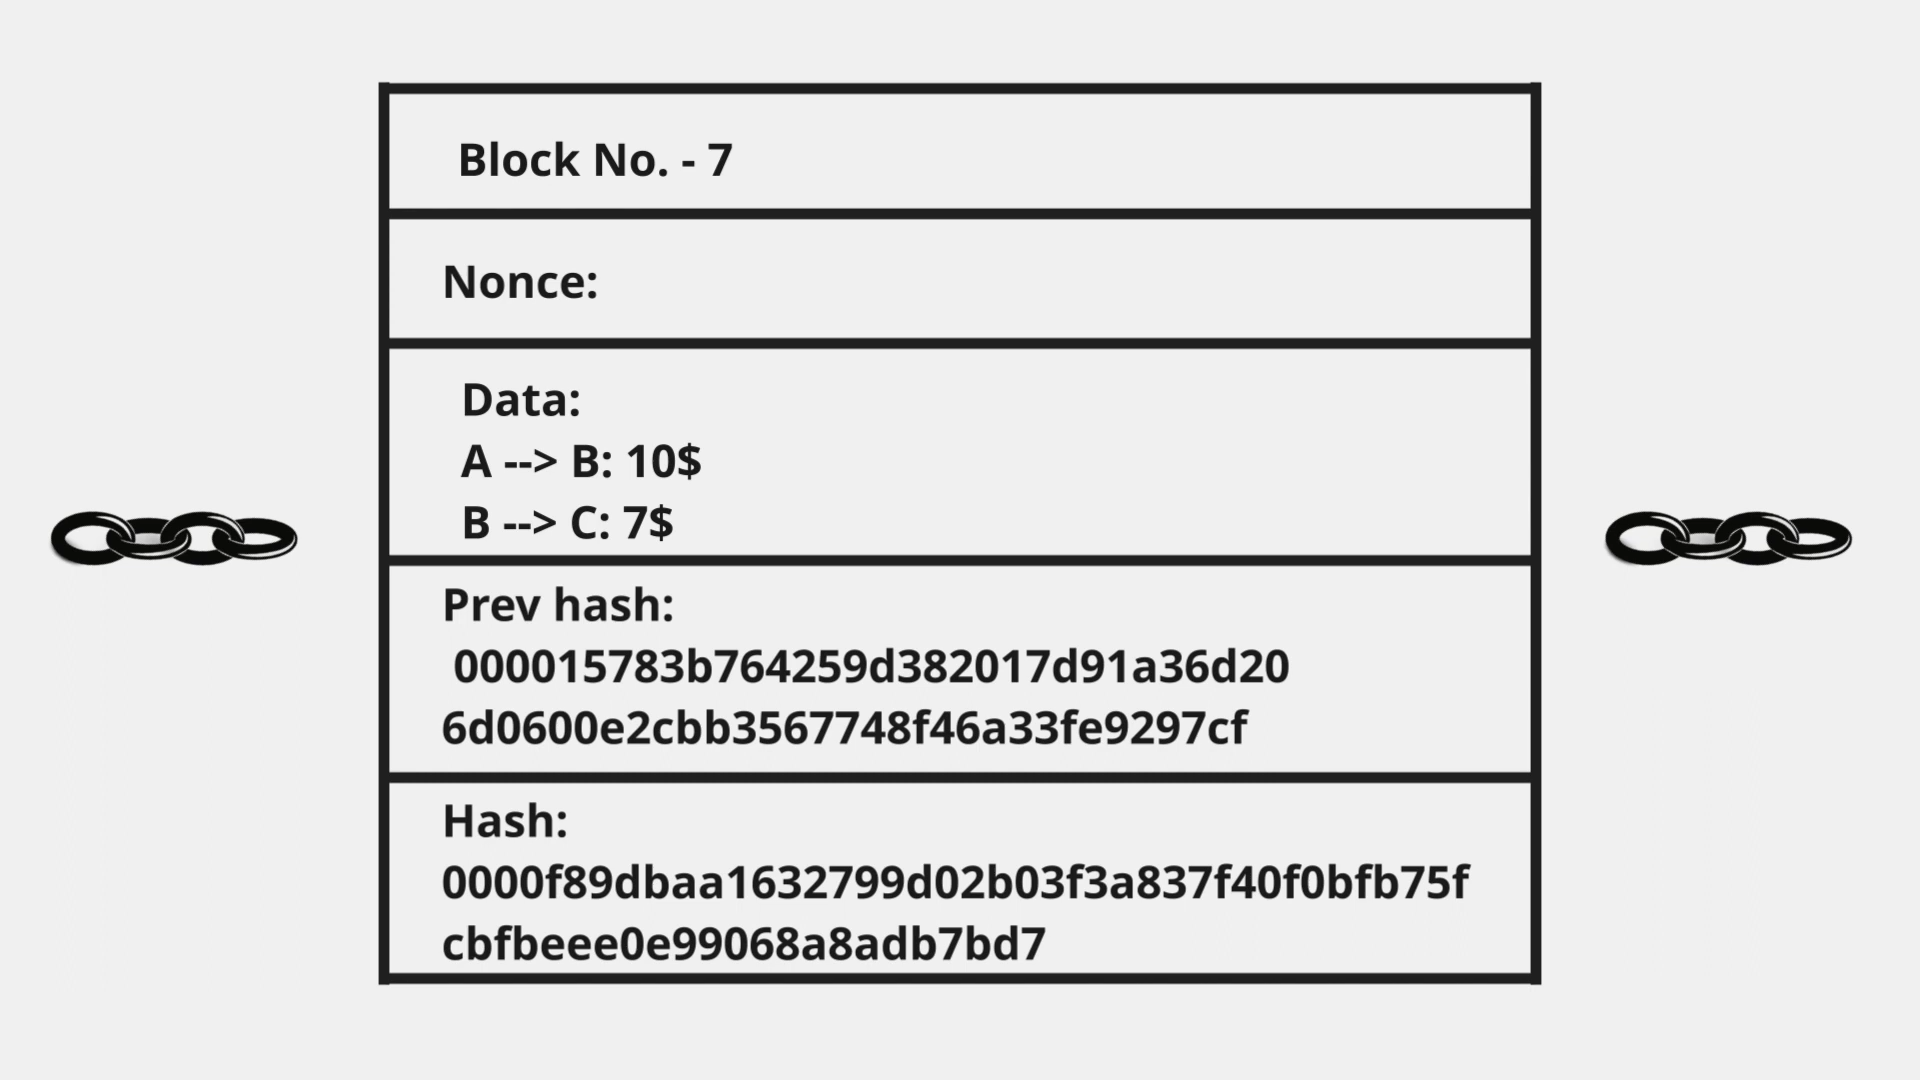 Block No. - 7
Nonce:
Data:
A --> B: 10$
B --> C: 7$
Prev hash:
000015783b764259d382017d91a36d20
6d0600e2cbb3567748f46a33fe9297cf
Hash:
0000f89dbaa1632799d02b03f3a837f40f0bfb75f
cbfbeee0e99068a8adb7bd7